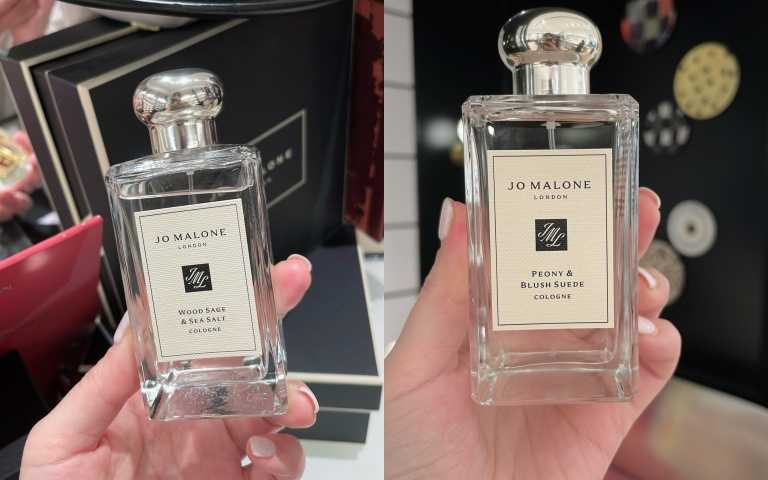 JO MALONE
LONDON
JML
WOOD SAGE
& SEA SALT
COLOGNE
JO MALONE
LONDON
JML
PEONY &
BLUSH SUEDE
COLOGNE